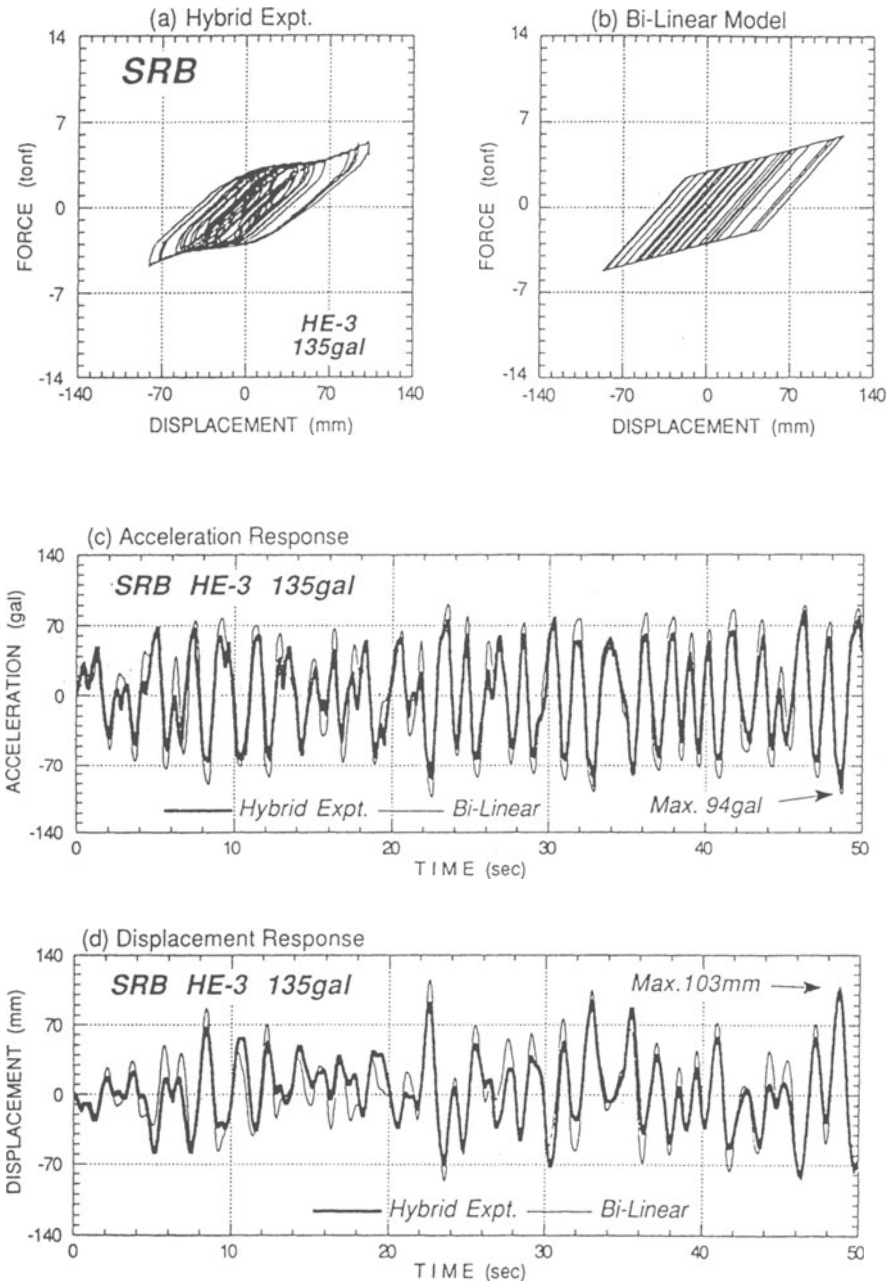 (a) Hybrid Expt.
(b) Bi-Linear Model
14
7
0
-7
-14
FORCE (tonf)
SRB
HE-3
135gal
-140
-70
0
70
140
DISPLACEMENT (mm)
14
7
0
-7
-14
FORCE (tonf)
-140
-70
0
70
140
DISPLACEMENT (mm)
(c) Acceleration Response
140
70
0
-70
-140
ACCELERATION (gal)
SRB HE-3 135gal
Hybrid Expt.
Bi-Linear
Max. 94gal
0
10
20
30
40
50
TIME (sec)
(d) Displacement Response
140
70
0
-70
-140
DISPLACEMENT (mm)
SRB HE-3 135gal
Max.103mm
Hybrid Expt.
Bi-Linear
0
10
20
30
40
50
TIME (sec)